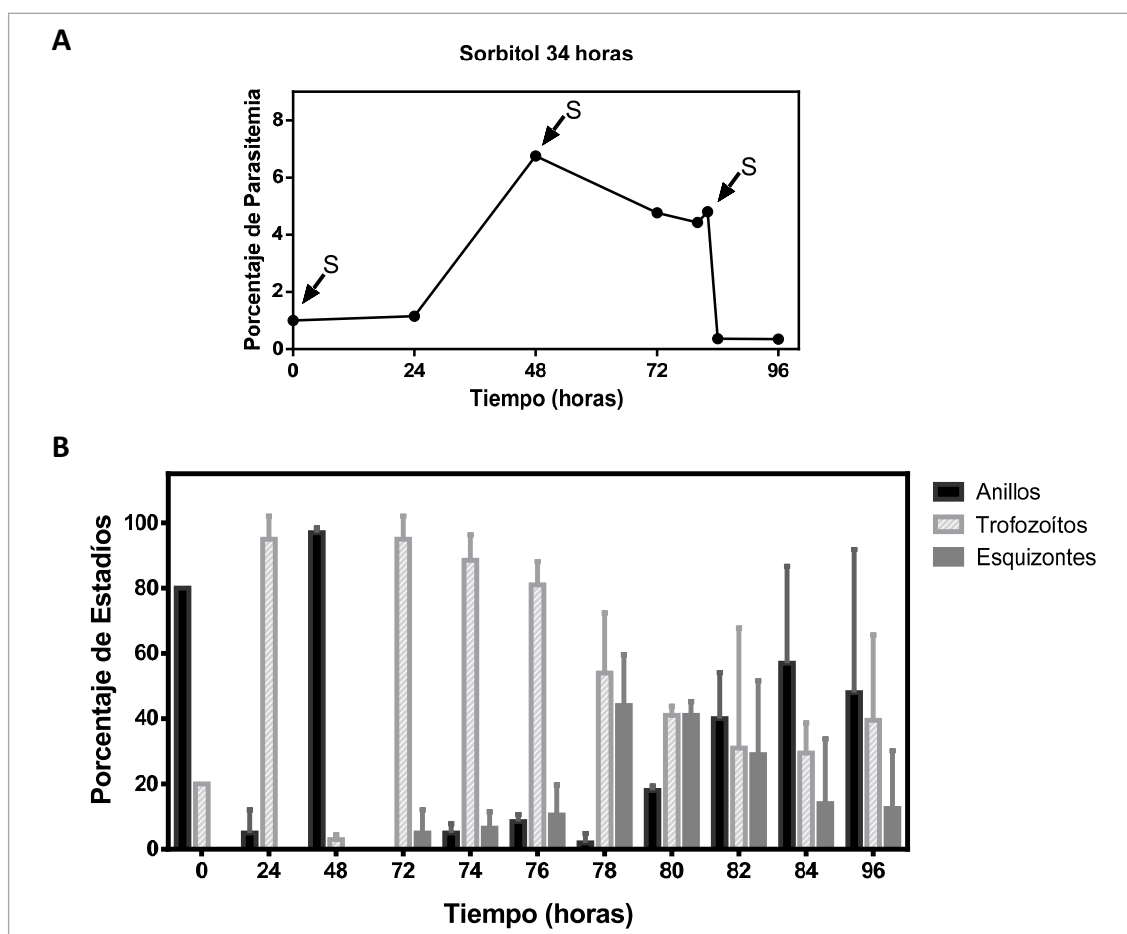 A
Sorbitol 34 horas
Porcentaje de Parasitemia
8
6
4
2
0
S
S
S
0 24 48 72 96
Tiempo (horas)
B
Porcentaje de Estadíos
100
80
60
40
20
0
Anillos
Trofozoítos
Esquizontes
0 24 48 72 74 76 78 80 82 84 96
Tiempo (horas)